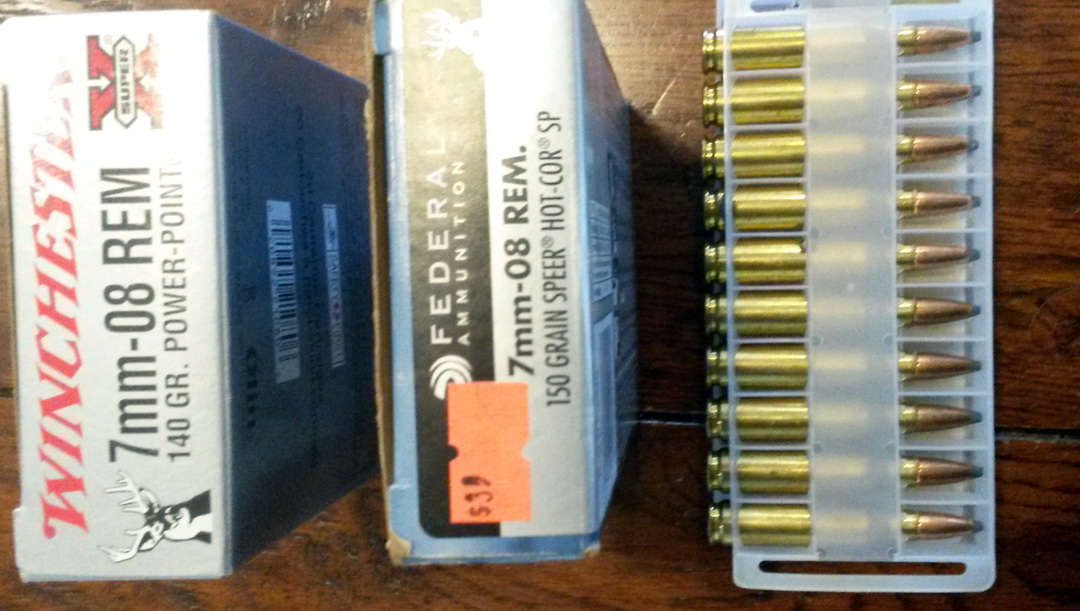 WINCHESTER
SUPER X
7mm-08 REM
140 GR. POWER-POINT
FEDERAL
AMMUNITION
7mm-08 REM.
150 GRAIN SPEER® HOT-COR® SP